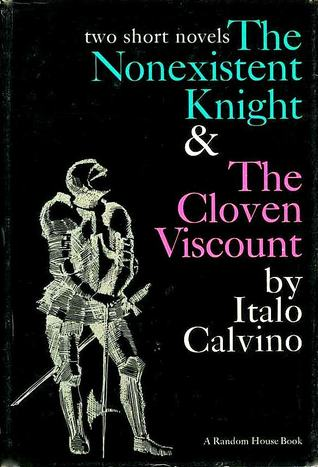 two short novels The
Nonexistent
Knight
&
The
Cloven
Viscount
by
Italo
Calvino
A Random House Book